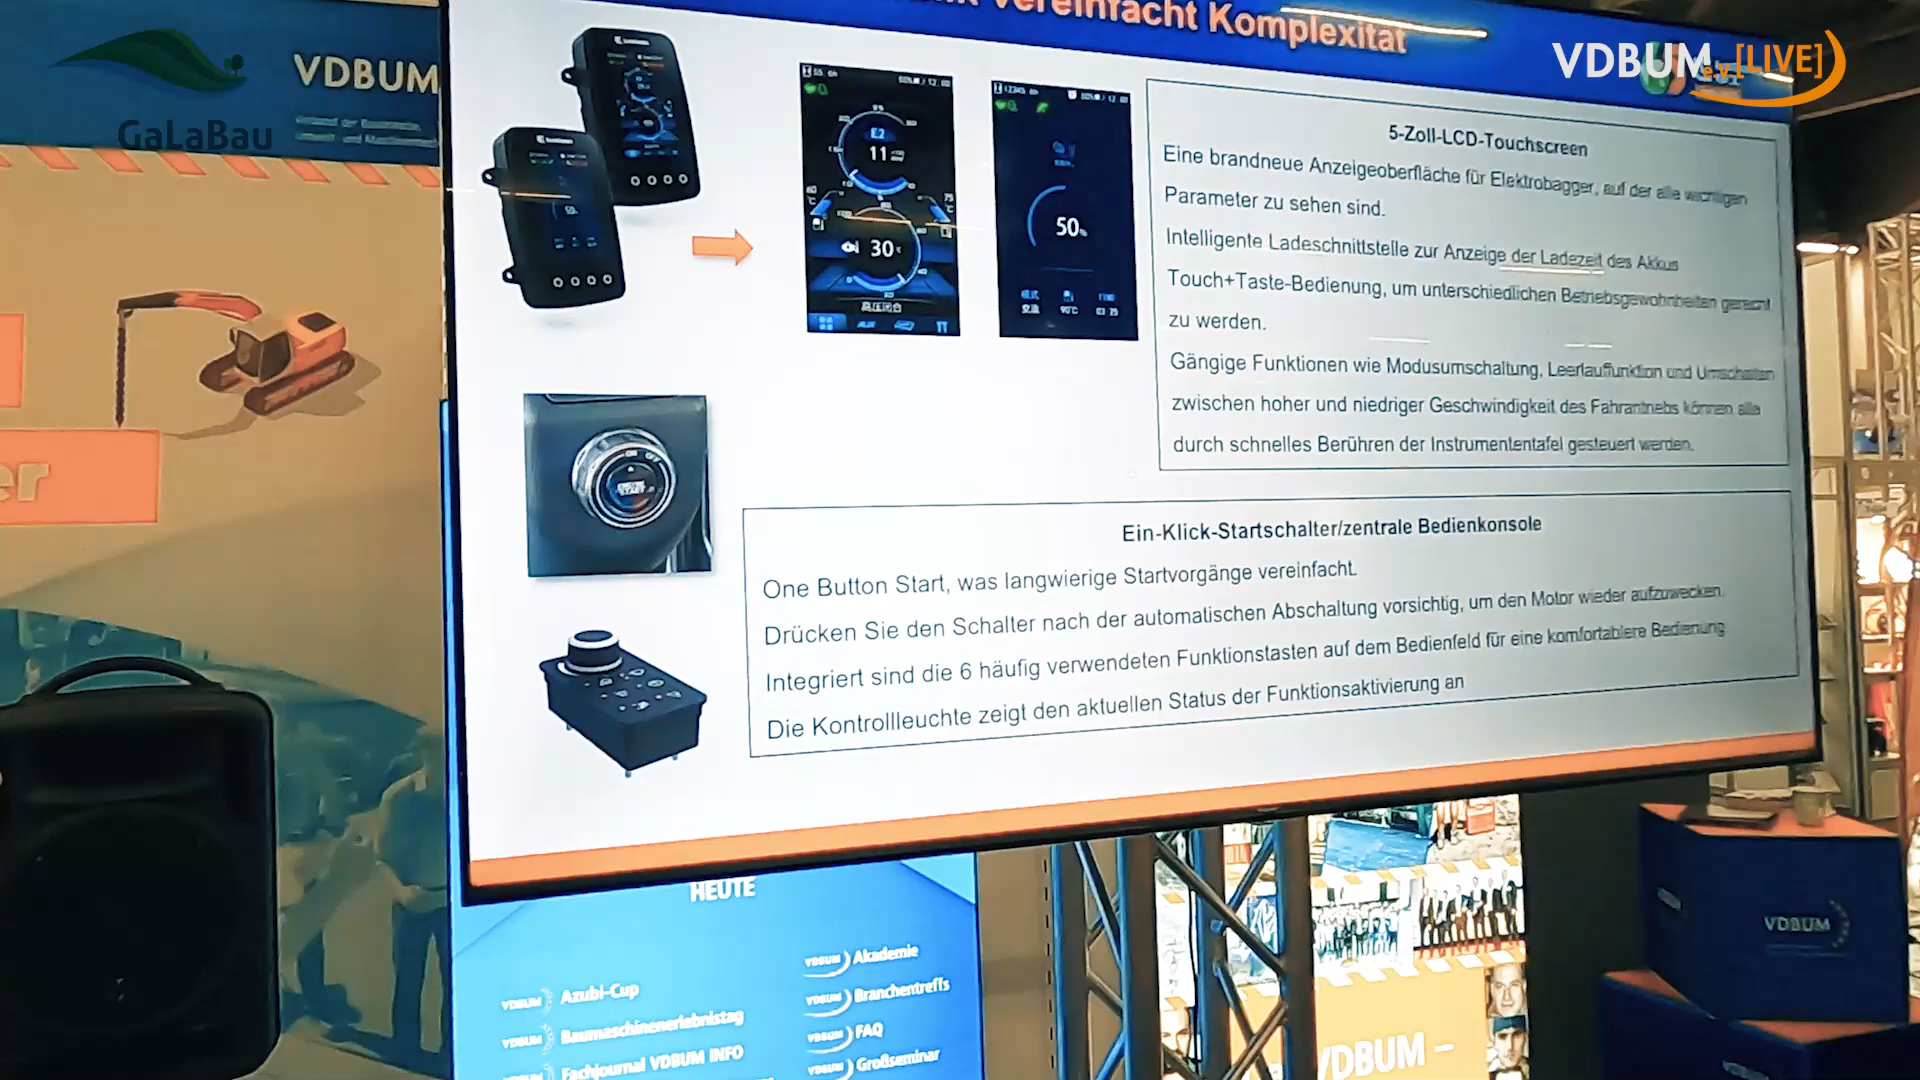 vereinfacht Komplexität
VDBUM e.V. [LIVE]
GaLaBau
VDBUM
5-Zoll-LCD-Touchscreen
Eine brandneue Anzeigeoberfläche für Elektrobagger, auf der alle wichtigen
Parameter zu sehen sind.
Intelligente Ladeschnittstelle zur Anzeige der Ladezeit des Akkus
Touch+Taste-Bedienung, um unterschiedlichen Betriebsgewohnheiten gerecht
zu werden.
Gängige Funktionen wie Modusumschaltung, Leerlauffunktion und Umschalten
zwischen hoher und niedriger Geschwindigkeit des Fahrantriebs können alle
durch schnelles Berühren der Instrumententafel gesteuert werden.
E2
11
30
50%
ON OFF
Ein-Klick-Startschalter/zentrale Bedienkonsole
One Button Start, was langwierige Startvorgänge vereinfacht.
Drücken Sie den Schalter nach der automatischen Abschaltung vorsichtig, um den Motor wieder aufzuwecken.
Integriert sind die 6 häufig verwendeten Funktionstasten auf dem Bedienfeld für eine komfortablere Bedienung
Die Kontrollleuchte zeigt den aktuellen Status der Funktionsaktivierung an
er
HEUTE
VDBUM Azubi-Cup
VDBUM Baumaschinenerlebnistag
VDBUM Fachjournal VDBUM INFO
VDBUM Akademie
VDBUM Branchentreffs
VDBUM FAQ
VDBUM Großseminar
VDBUM –
VDBUM